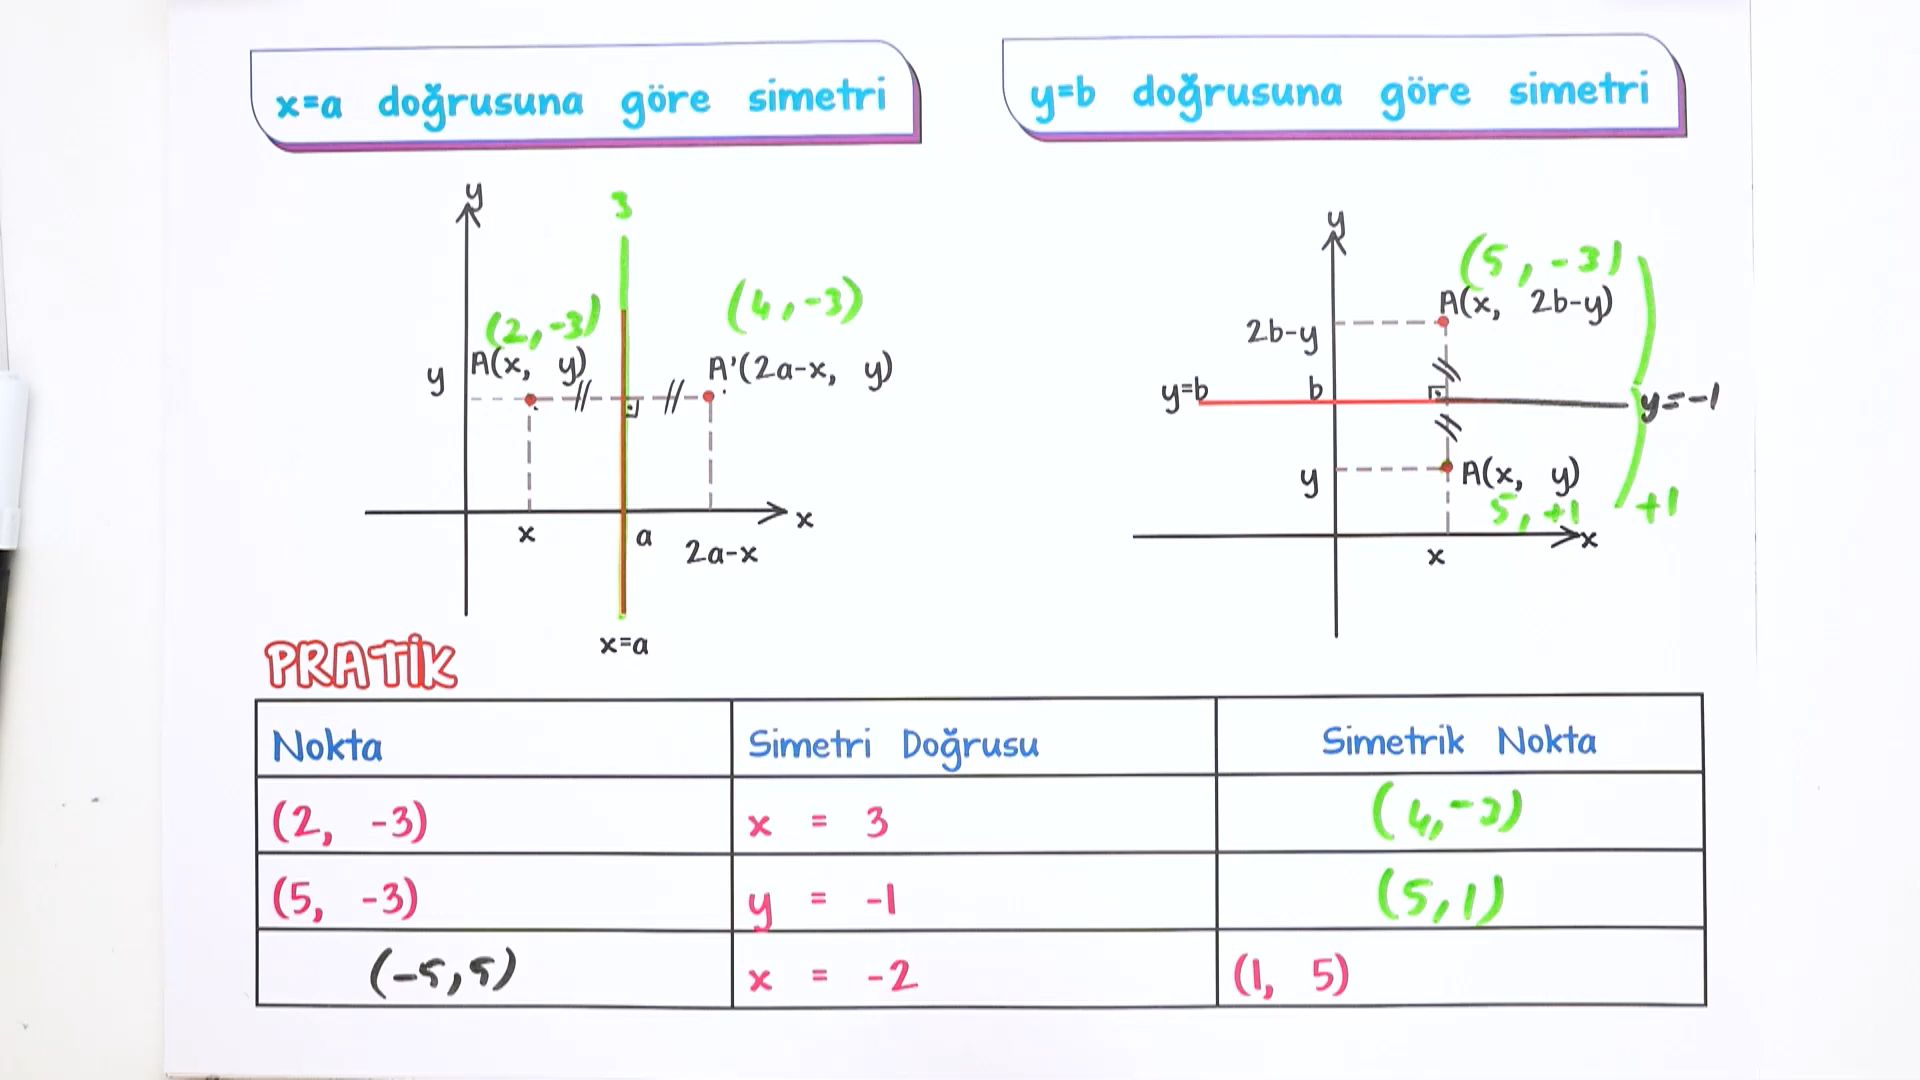 x=a doğrusuna göre simetri
y=b doğrusuna göre simetri
y
3
(2,-3)
(4,-3)
A(x, y)
A'(2a-x, y)
y
x
a
2a-x
x
x=a
y
(5,-3)
A(x, 2b-y)
2b-y
y=b
b
y=-1
A(x, y)
y
5,+1
+1
x
x
PRATİK
Nokta
Simetri Doğrusu
Simetrik Nokta
(2, -3)
x = 3
(4,-3)
(5, -3)
y = -1
(5,1)
(-5,5)
x = -2
(1, 5)